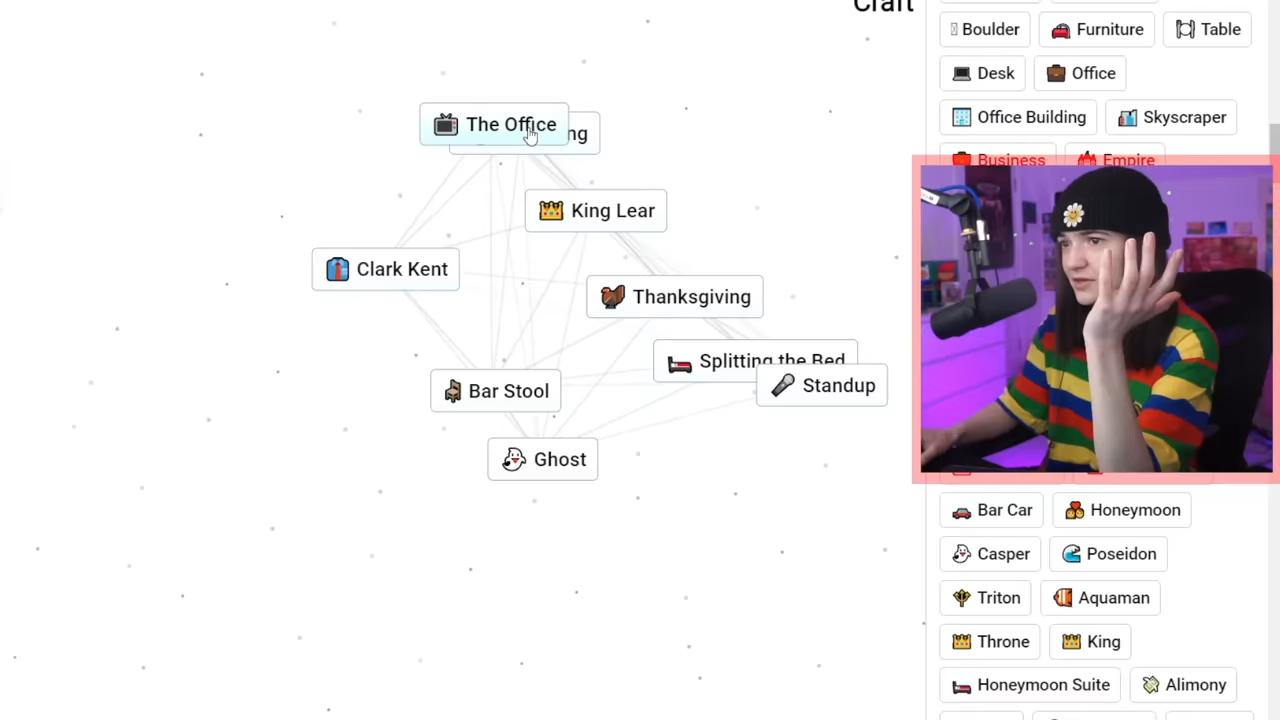 Craft
The Office
ng
King Lear
Clark Kent
Thanksgiving
Splitting the Bed
Standup
Bar Stool
Ghost
Boulder Furniture Table
Desk Office
Office Building Skyscraper
Business Empire
Bar Car Honeymoon
Casper Poseidon
Triton Aquaman
Throne King
Honeymoon Suite Alimony